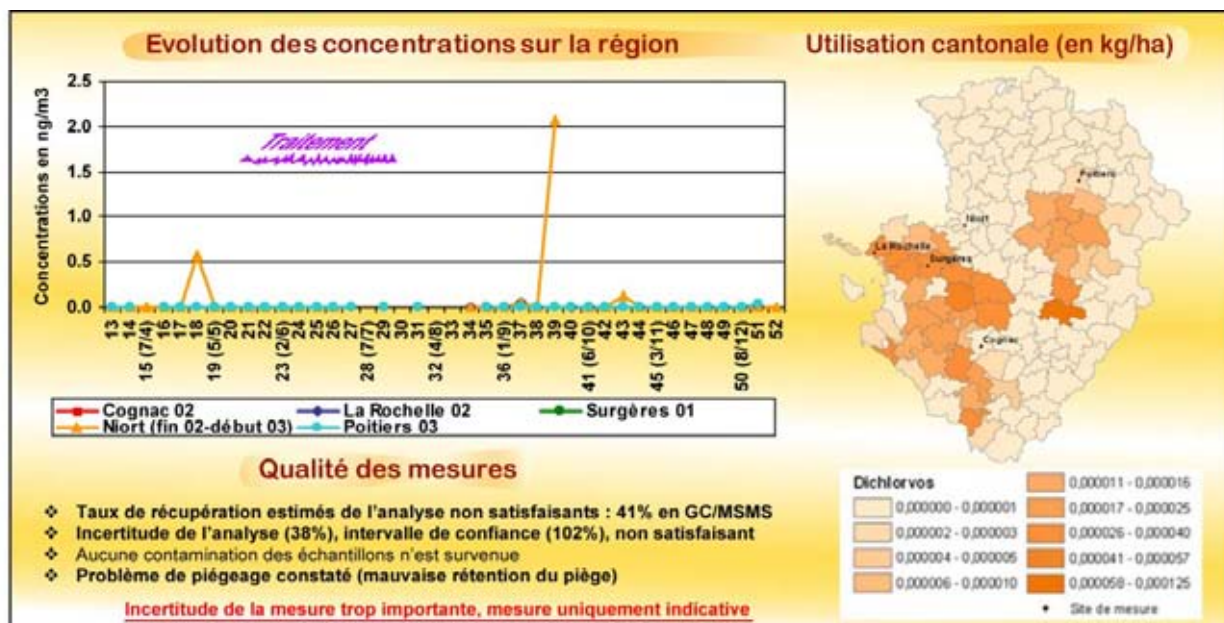 Evolution des concentrations sur la région
Utilisation cantonale (en kg/ha)
Concentrations en ng/m3
2.5
2.0
1.5
1.0
0.5
0.0
Traitement
13
14
15 (7/4)
16
17
18
19 (5/5)
20
21
22
23 (2/6)
24
25
26
27
28 (7/7)
29
30
31
32 (4/8)
33
34
35
36 (1/9)
37
38
39
40
41 (6/10)
42
43
44
45 (3/11)
46
47
48
49
50 (8/12)
51
52
Cognac 02
La Rochelle 02
Surgères 01
Niort (fin 02-début 03)
Poitiers 03
Poitiers
Niort
La Rochelle
Surgères
Cognac
Qualité des mesures
Taux de récupération estimés de l'analyse non satisfaisants : 41% en GC/MSMS
Incertitude de l'analyse (38%), intervalle de confiance (102%), non satisfaisant
Aucune contamination des échantillons n'est survenue
Problème de piégeage constaté (mauvaise rétention du piège)
Incertitude de la mesure trop importante, mesure uniquement indicative
Dichlorvos
0,000000 - 0,000001
0,000002 - 0,000003
0,000004 - 0,000005
0,000006 - 0,000010
0,000011 - 0,000016
0,000017 - 0,000025
0,000026 - 0,000040
0,000041 - 0,000057
0,000058 - 0,000125
Site de mesure